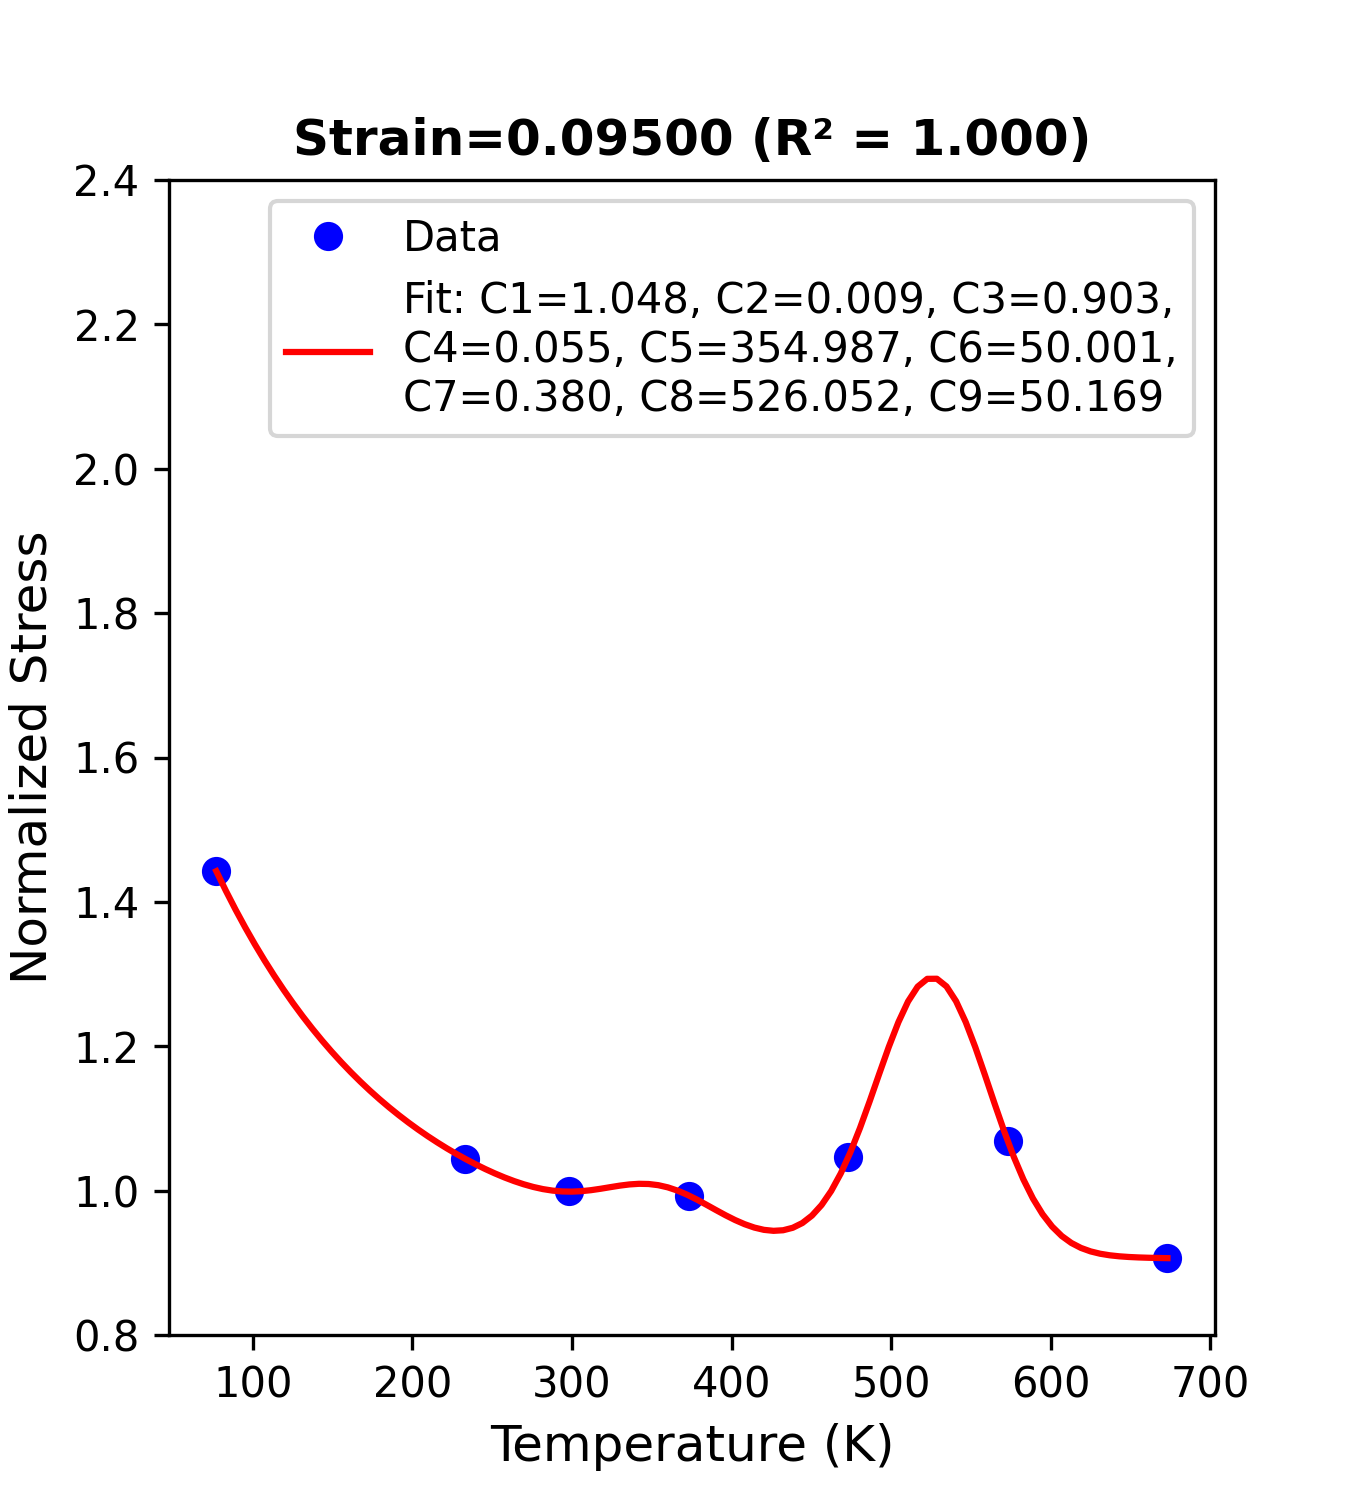 Strain=0.09500 (R² = 1.000)
2.4
2.2
2.0
1.8
1.6
1.4
1.2
1.0
0.8
Normalized Stress
Data
Fit: C1=1.048, C2=0.009, C3=0.903,
C4=0.055, C5=354.987, C6=50.001,
C7=0.380, C8=526.052, C9=50.169
100 200 300 400 500 600 700
Temperature (K)